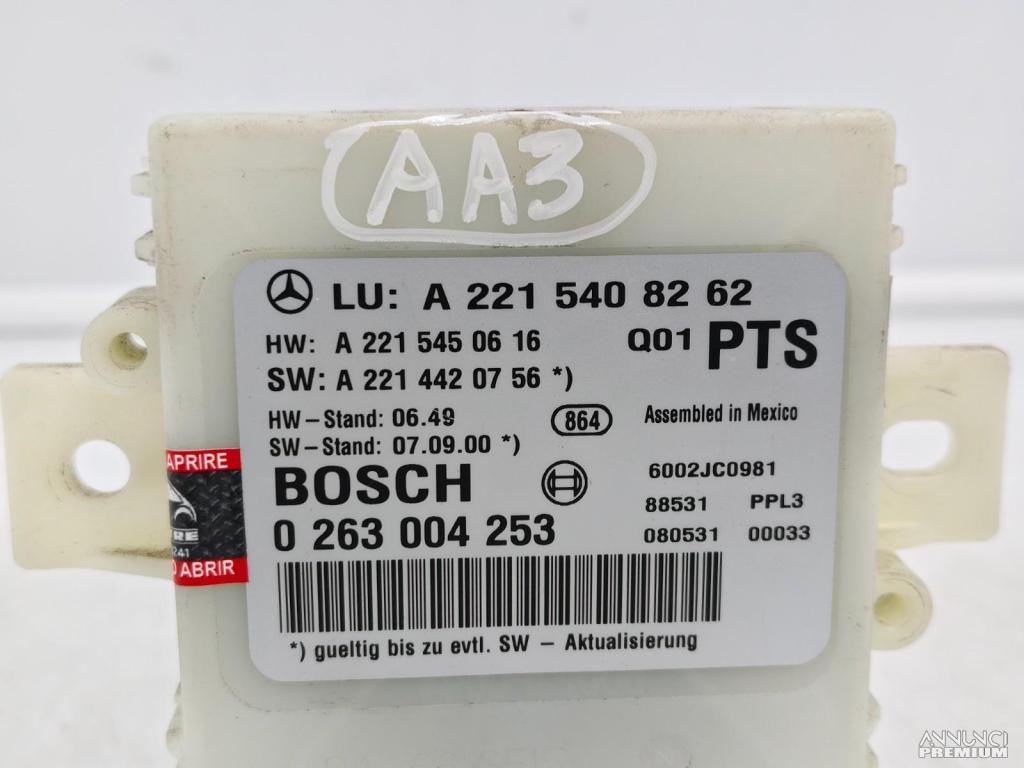 AA3
LU: A 221 540 82 62
HW: A 221 545 06 16 Q01 PTS
SW: A 221 442 07 56 *)
HW-Stand: 06.49 864 Assembled in Mexico
SW-Stand: 07.09.00 *)
BOSCH 6002JC0981
88531 PPL3
0 263 004 253 080531 00033
*) gueltig bis zu evtl. SW - Aktualisierung
APRIRE
RE
241
O ABRIR
ANNUNCI
PREMIUM